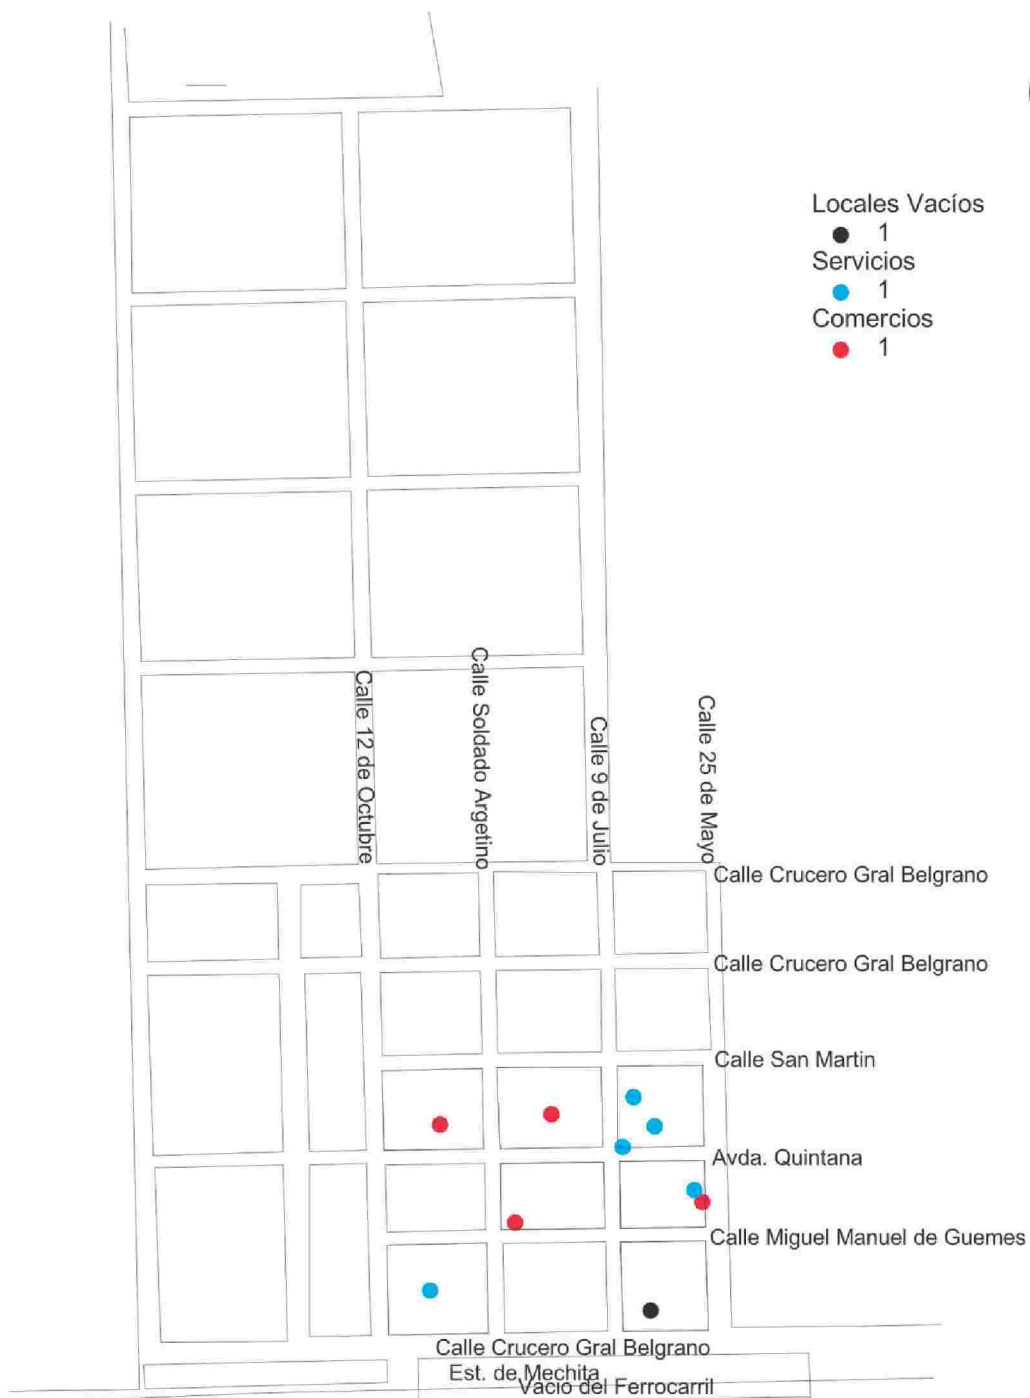 Locales Vacíos
1
Servicios
1
Comercios
1
Calle 12 de Octubre
Calle Soldado Argetino
Calle 9 de Julio
Calle 25 de Mayo
Calle Crucero Gral Belgrano
Calle Crucero Gral Belgrano
Calle San Martin
Avda. Quintana
Calle Miguel Manuel de Guemes
Calle Crucero Gral Belgrano
Est. de Mechita
Vacio del Ferrocarril